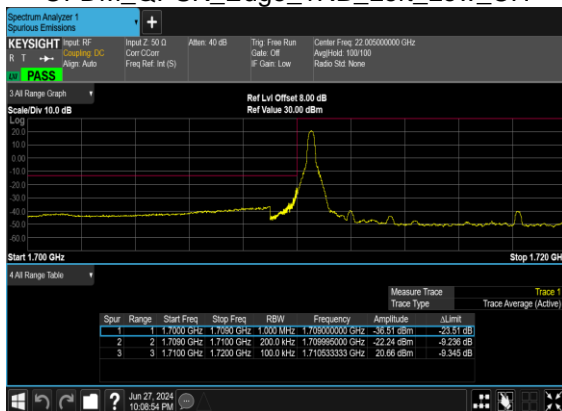 Spectrum Analyzer 1
Spurious Emissions
+
KEYSIGHT Input: RF Input Z: 50 Ω Atten: 40 dB Trig: Free Run Center Freq: 22.005000000 GHz
R T Coupling: DC Corr CCorr Gate: Off Avg|Hold: 100/100
Align: Auto Freq Ref: Int (S) IF Gain: Low Radio Std: None
PASS
3 All Range Graph
Ref Lvl Offset 8.00 dB
Scale/Div 10.0 dB Ref Value 30.00 dBm
Log
20.0
10.0
0.00
-10.0
-20.0
-30.0
-40.0
-50.0
-60.0
Start 1.700 GHz Stop 1.720 GH
4 All Range Table
Measure Trace Trace 1
Trace Type Trace Average (Active)
Spur Range Start Freq Stop Freq RBW Frequency Amplitude ΔLimit
1 1 1.7000 GHz 1.7090 GHz 1.000 MHz 1.709000000 GHz -36.51 dBm -23.51 dB
2 2 1.7090 GHz 1.7100 GHz 200.0 kHz 1.709995000 GHz -22.24 dBm -9.236 dB
3 3 1.7100 GHz 1.7200 GHz 100.0 kHz 1.710533333 GHz 20.66 dBm -9.345 dB
? Jun 27, 2024
10:08:54 PM